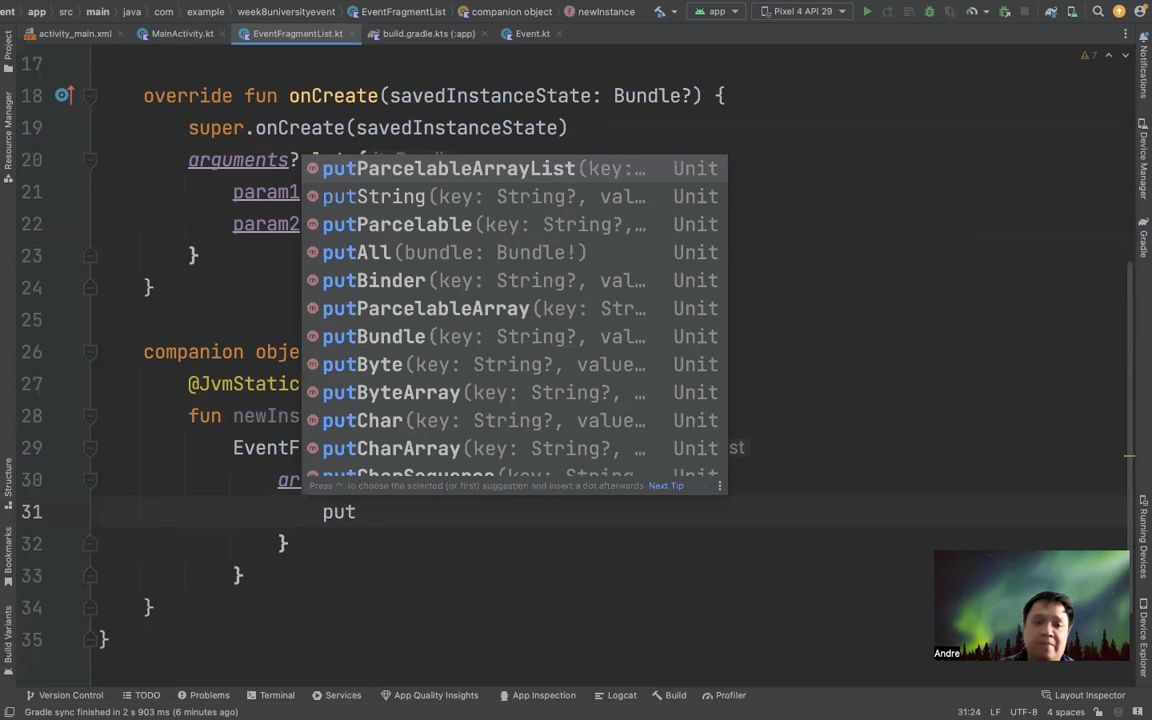 nt
app
src
main
java
com
example
week8universityevent
EventFragmentList
companion object
newInstance
app
Pixel 4 API 29
activity_main.xml
MainActivity.kt
EventFragmentList.kt
build.gradle.kts (:app)
Event.kt
17
7
18 override fun onCreate(savedInstanceState: Bundle?) {
19 super.onCreate(savedInstanceState)
20 arguments?
21 param1
22 param2
23 }
24 }
25
26 companion obje
27 @JvmStatic
28 fun newIns
29 EventF st
30 ar
31 put
32 }
33 }
34 }
35 }
putParcelableArrayList(key:… Unit
putString(key: String?, val… Unit
putParcelable(key: String?,… Unit
putAll(bundle: Bundle!) Unit
putBinder(key: String?, val… Unit
putParcelableArray(key: Str… Unit
putBundle(key: String?, val… Unit
putByte(key: String?, value… Unit
putByteArray(key: String?, … Unit
putChar(key: String?, value… Unit
putCharArray(key: String?, … Unit
putCharSequence(key: String… Unit
Press ^. to choose the selected (or first) suggestion and insert a dot afterwards Next Tip
Project
Resource Manager
Structure
Bookmarks
Build Variants
Notifications
Device Manager
Gradle
Running Devices
Device Explorer
Andre
Version Control
TODO
Problems
Terminal
Services
App Quality Insights
App Inspection
Logcat
Build
Profiler
Layout Inspector
Gradle sync finished in 2 s 903 ms (6 minutes ago)
31:24 LF UTF-8 4 spaces